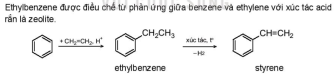 Ethylbenzene được điều chế từ phản ứng giữa benzene và ethylene với xúc tác acid
rắn là zeolite.
+ CH₂=CH₂, H⁺
CH₂CH₃
xúc tác, t°
−H₂
CH=CH₂
ethylbenzene
styrene